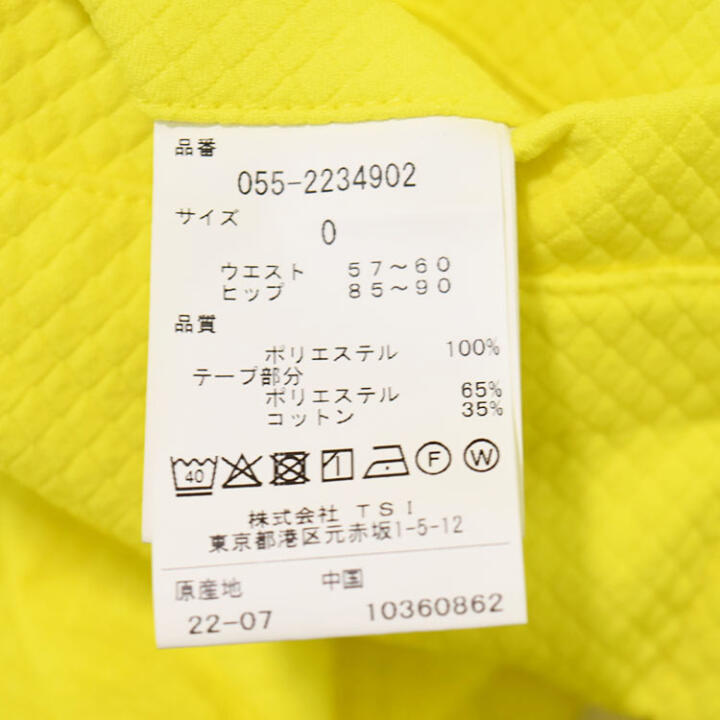 品番
055-2234902
サイズ
0
ウエスト 57～60
ヒップ 85～90
品質
ポリエステル 100%
テープ部分
ポリエステル 65%
コットン 35%
40 F W
株式会社 TSI
東京都港区元赤坂1-5-12
原産地 中国
22-07 10360862